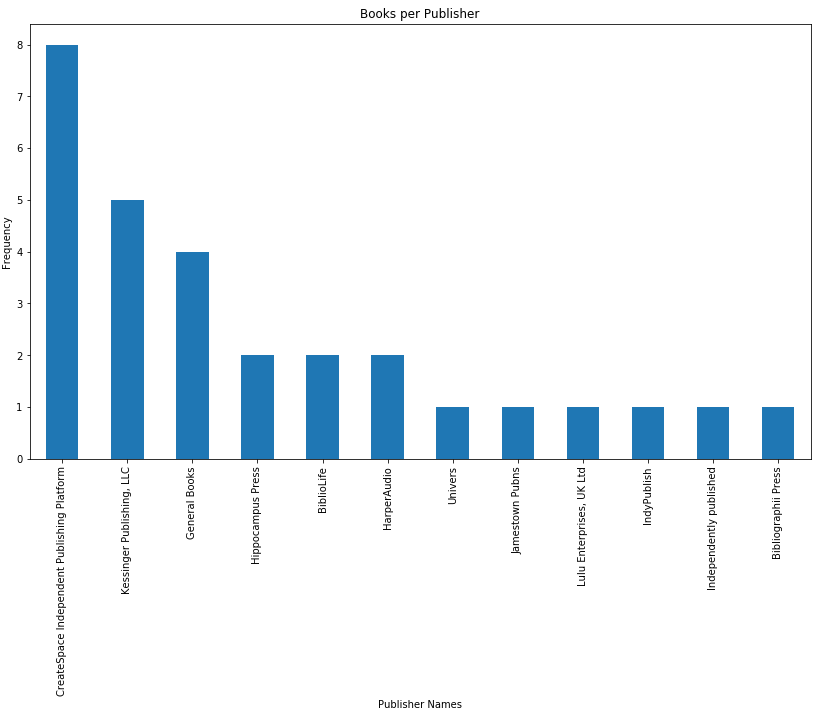 Books per Publisher
Frequency
8
7
6
5
4
3
2
1
0
CreateSpace Independent Publishing Platform
Kessinger Publishing, LLC
General Books
Hippocampus Press
BiblioLife
HarperAudio
Univers
Jamestown Pubns
Lulu Enterprises, UK Ltd
IndyPublish
Independently published
Bibliographii Press
Publisher Names